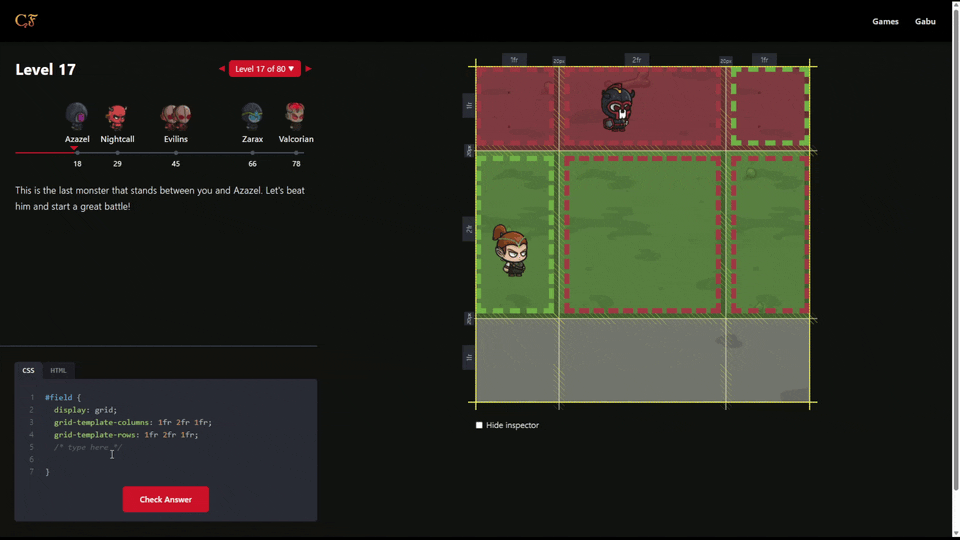 CF
Games
Gabu
Level 17
Level 17 of 80 ▼
Azazel
Nightcall
Evilins
Zarax
Valcorian
18
29
45
66
78
This is the last monster that stands between you and Azazel. Let's beat
him and start a great battle!
CSS
HTML
1 #field {
2 display: grid;
3 grid-template-columns: 1fr 2fr 1fr;
4 grid-template-rows: 1fr 2fr 1fr;
5 /* type here */
6
7 }
Check Answer
1fr
20px
2fr
20px
1fr
1fr
20px
2fr
20px
1fr
Hide inspector